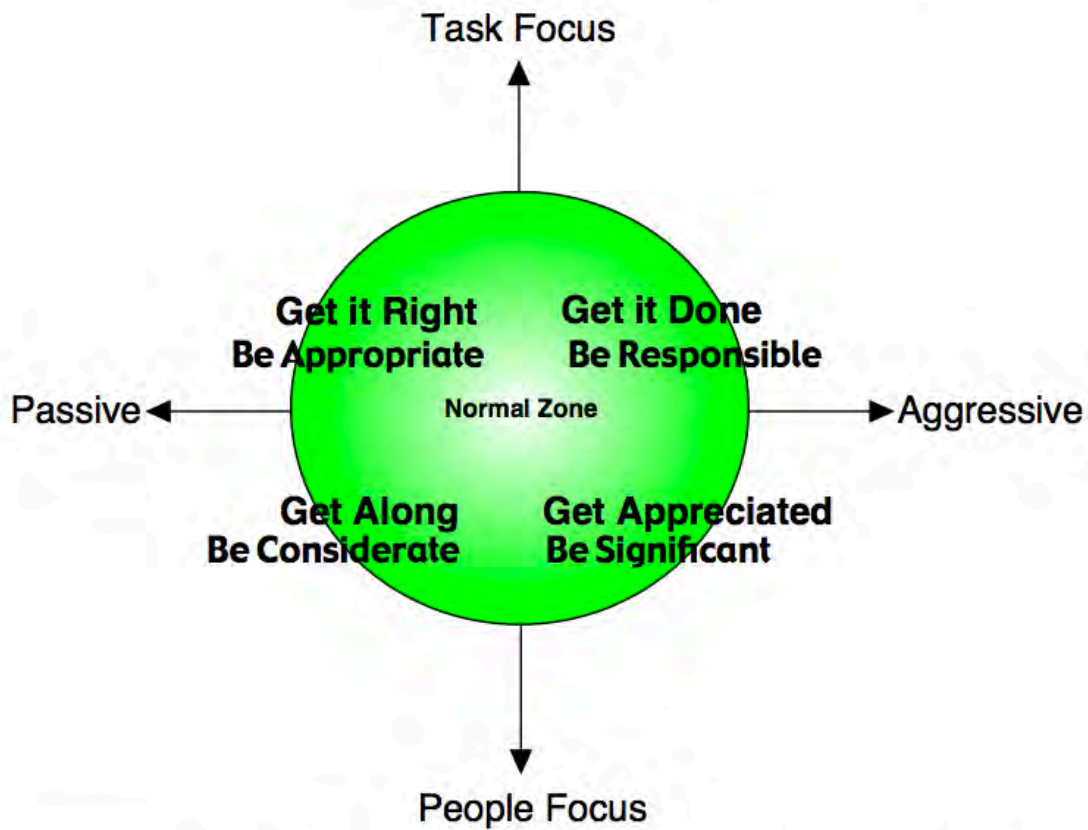 Task Focus
Get it Right
Be Appropriate
Get it Done
Be Responsible
Passive
Normal Zone
Aggressive
Get Along
Be Considerate
Get Appreciated
Be Significant
People Focus